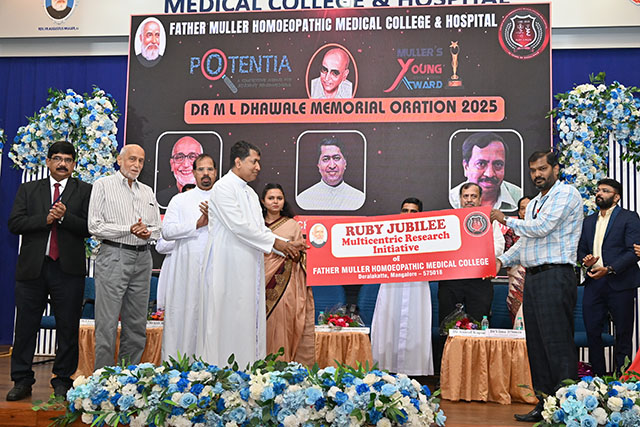 MEDICAL COLLEGE & HOSPITAL
FATHER MULLER HOMOEOPATHIC MEDICAL COLLEGE & HOSPITAL
POTENTIA
MULLER'S
Young
AWARD
DR M L DHAWALE MEMORIAL ORATION 2025
RUBY JUBILEE
Multicentric Research
Initiative
of
FATHER MULLER HOMOEOPATHIC MEDICAL COLLEGE
Deralakatte, Mangalore - 575018